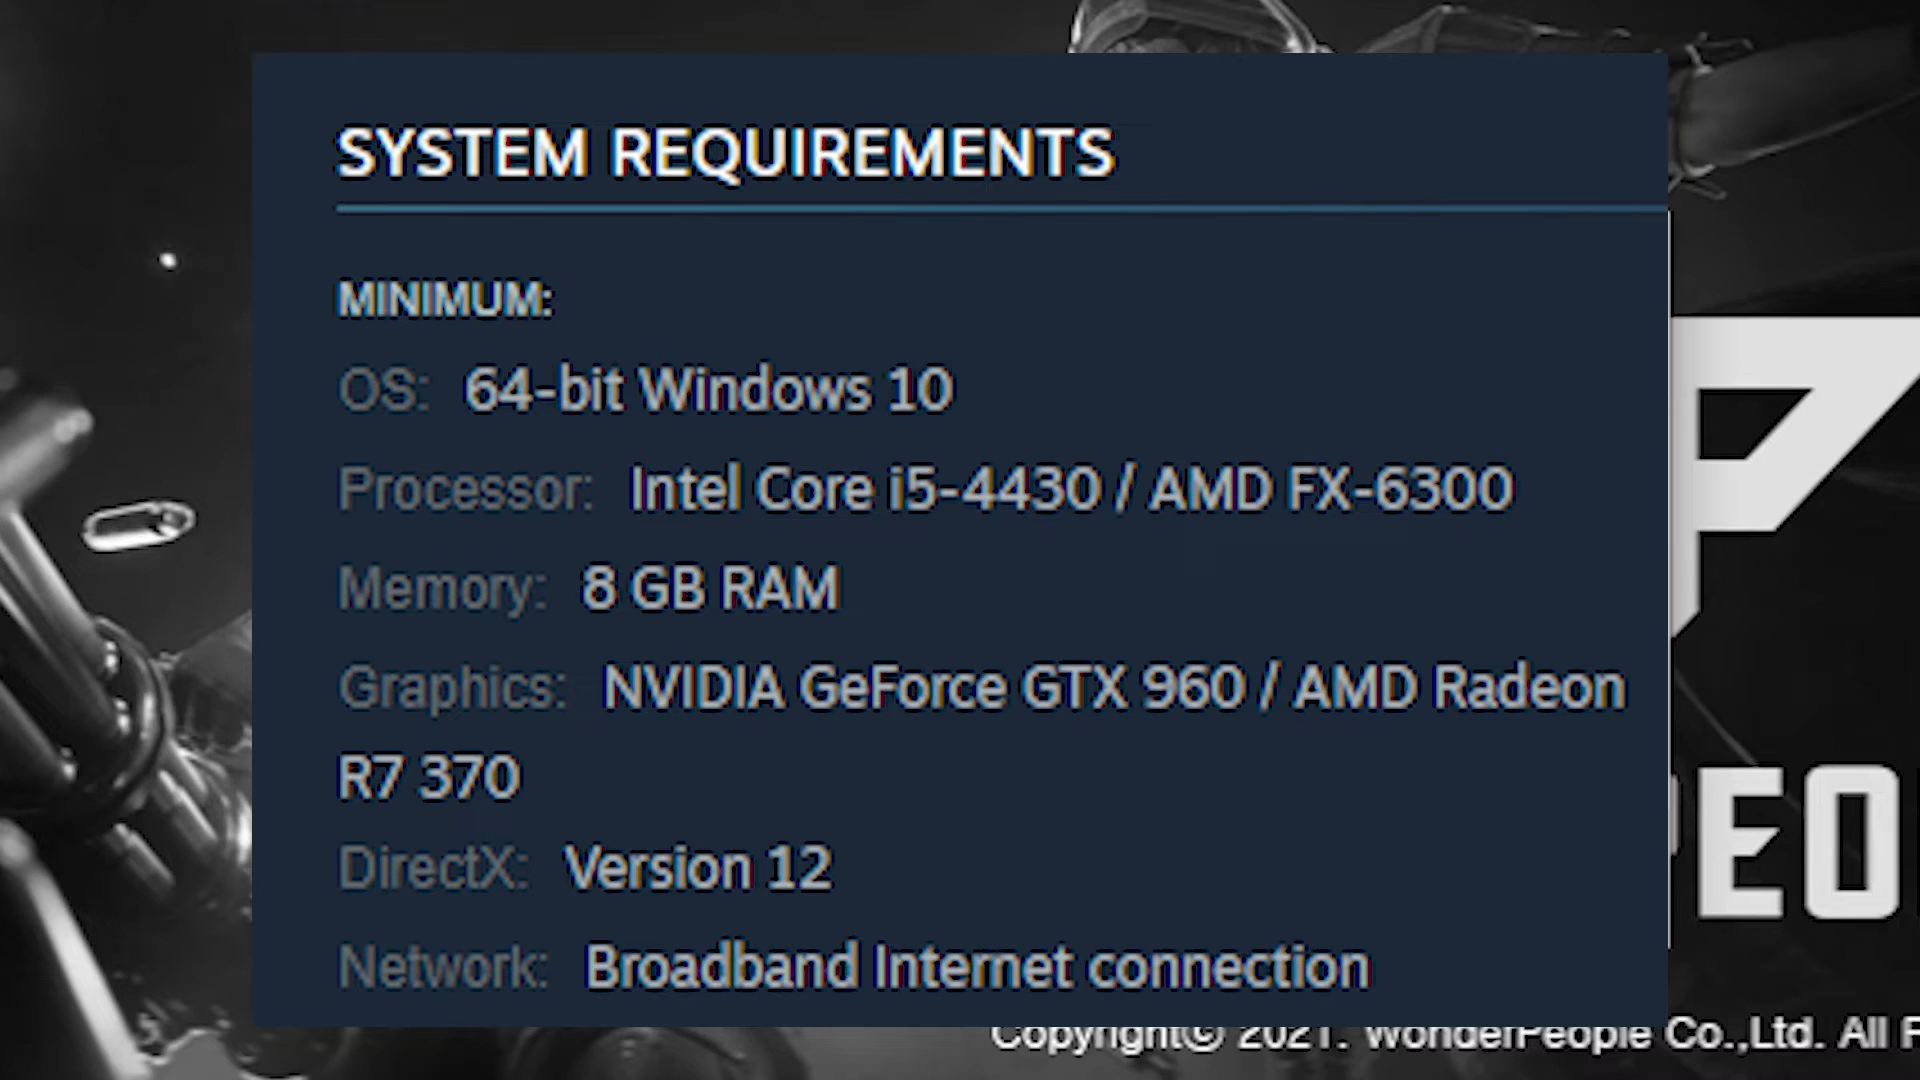 SYSTEM REQUIREMENTS
MINIMUM:
OS: 64-bit Windows 10
Processor: Intel Core i5-4430 / AMD FX-6300
Memory: 8 GB RAM
Graphics: NVIDIA GeForce GTX 960 / AMD Radeon
R7 370
DirectX: Version 12
Network: Broadband Internet connection
Copyright© 2021. WonderPeople Co.,Ltd. All